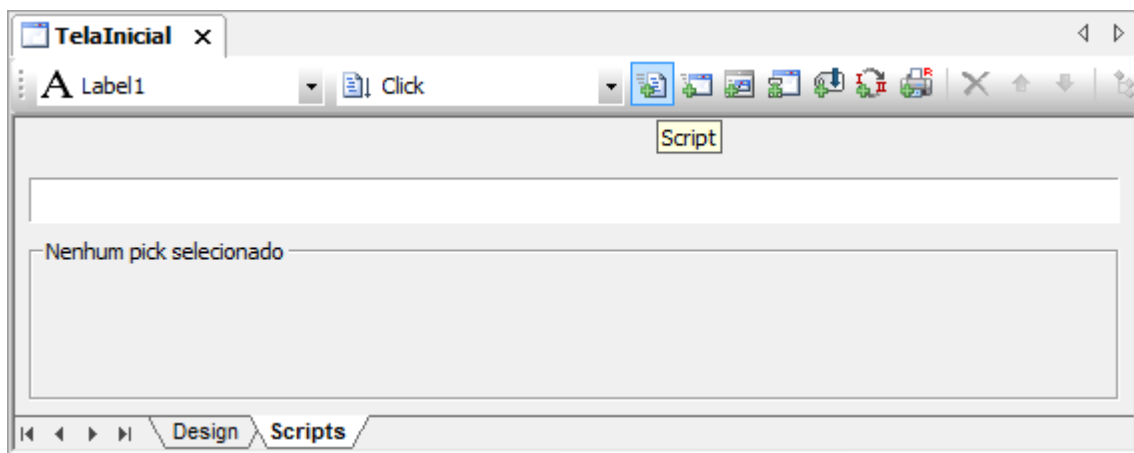 TelaInicial
A Label1 Click
Script
Nenhum pick selecionado
Design Scripts